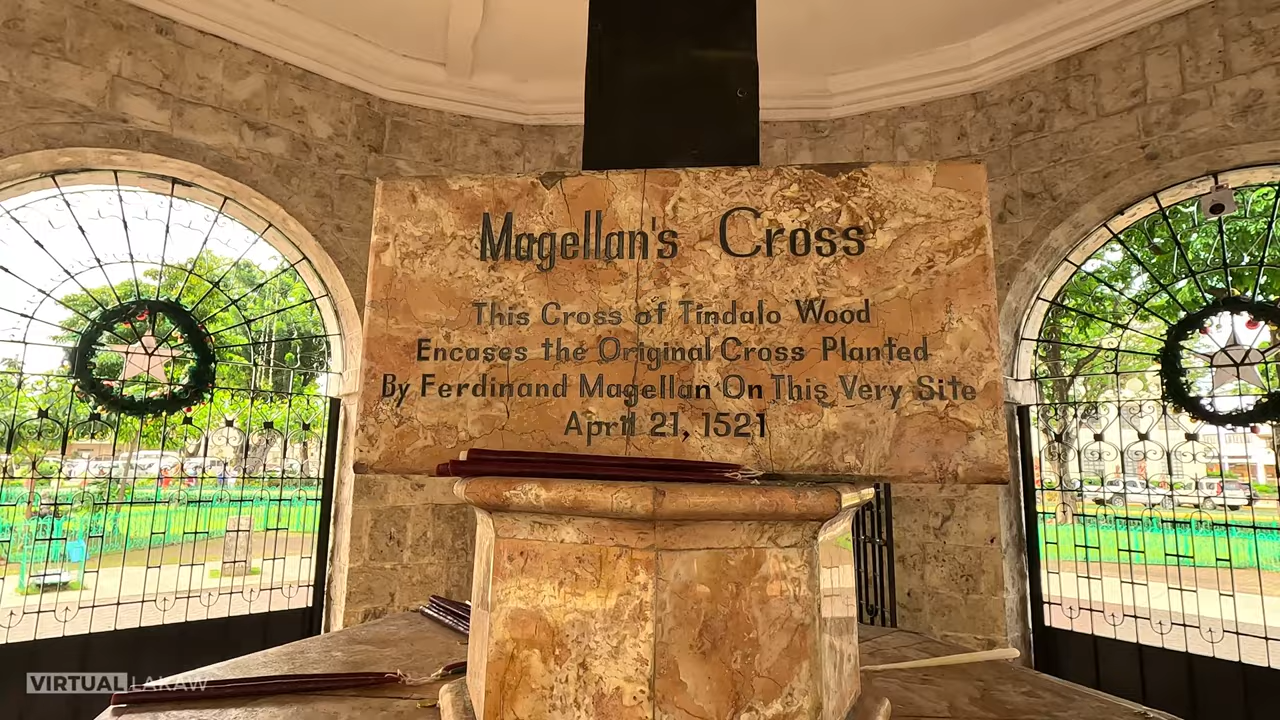 Magellan's Cross
This Cross of Tindalo Wood
Encases the Original Cross Planted
By Ferdinand Magellan On This Very Site
April 21, 1521
VIRTUAL LAKAW